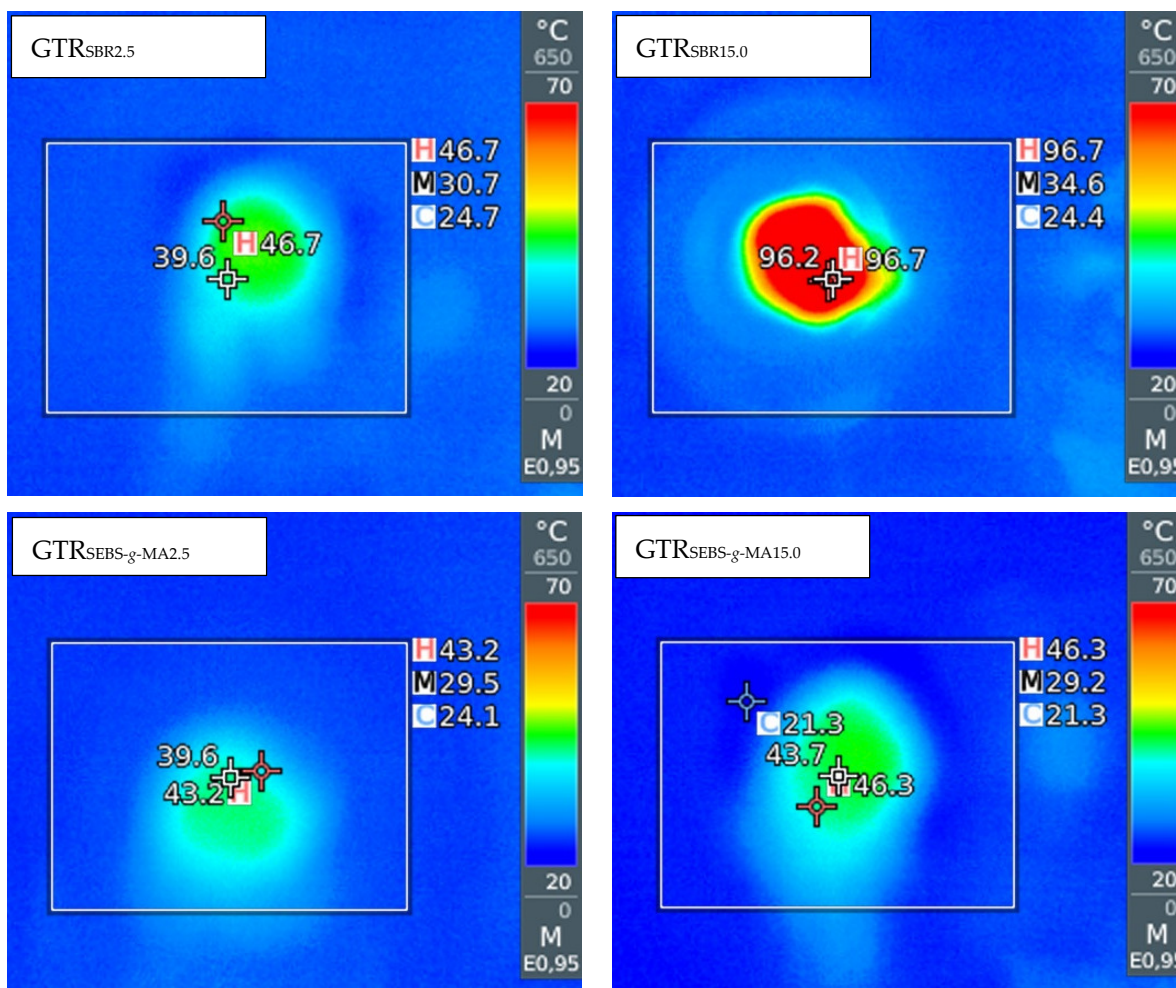 GTRSBR2.5
°C
650
70
H46.7
M30.7
C24.7
H46.7
39.6
20
0
M
E0,95
GTRSBR15.0
°C
650
70
H96.7
M34.6
C24.4
96.2 H96.7
20
0
M
E0,95
GTRSEBS-g-MA2.5
°C
650
70
H43.2
M29.5
C24.1
39.6
43.2H
20
0
M
E0,95
GTRSEBS-g-MA15.0
°C
650
70
H46.3
M29.2
C21.3
C21.3
43.7
H46.3
20
0
M
E0,95